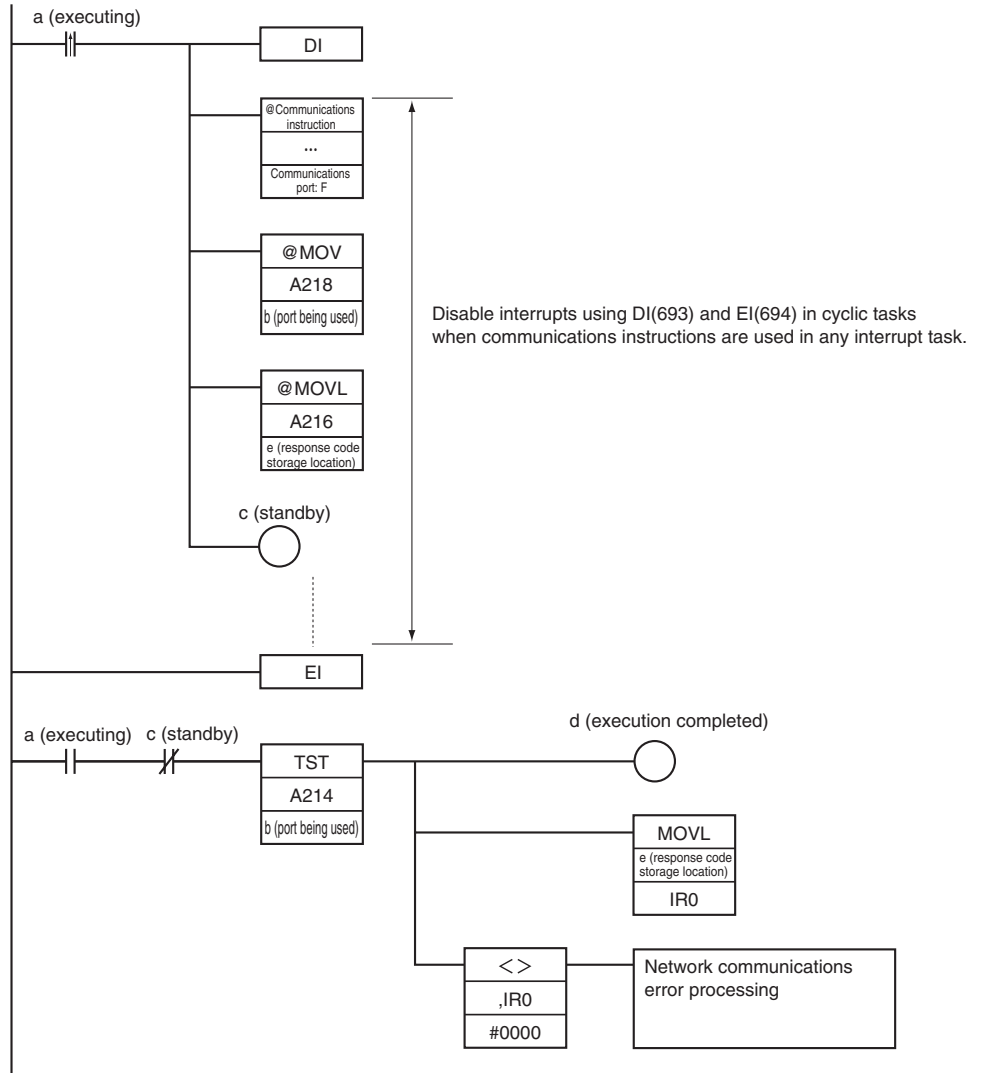 a (executing)
DI
@Communications
instruction
...
Communications
port: F
@MOV
A218
b (port being used)
Disable interrupts using DI(693) and EI(694) in cyclic tasks
when communications instructions are used in any interrupt task.
@MOVL
A216
e (response code
storage location)
c (standby)
EI
a (executing)
c (standby)
d (execution completed)
TST
A214
b (port being used)
MOVL
e (response code
storage location)
IR0
< >
,IR0
#0000
Network communications
error processing